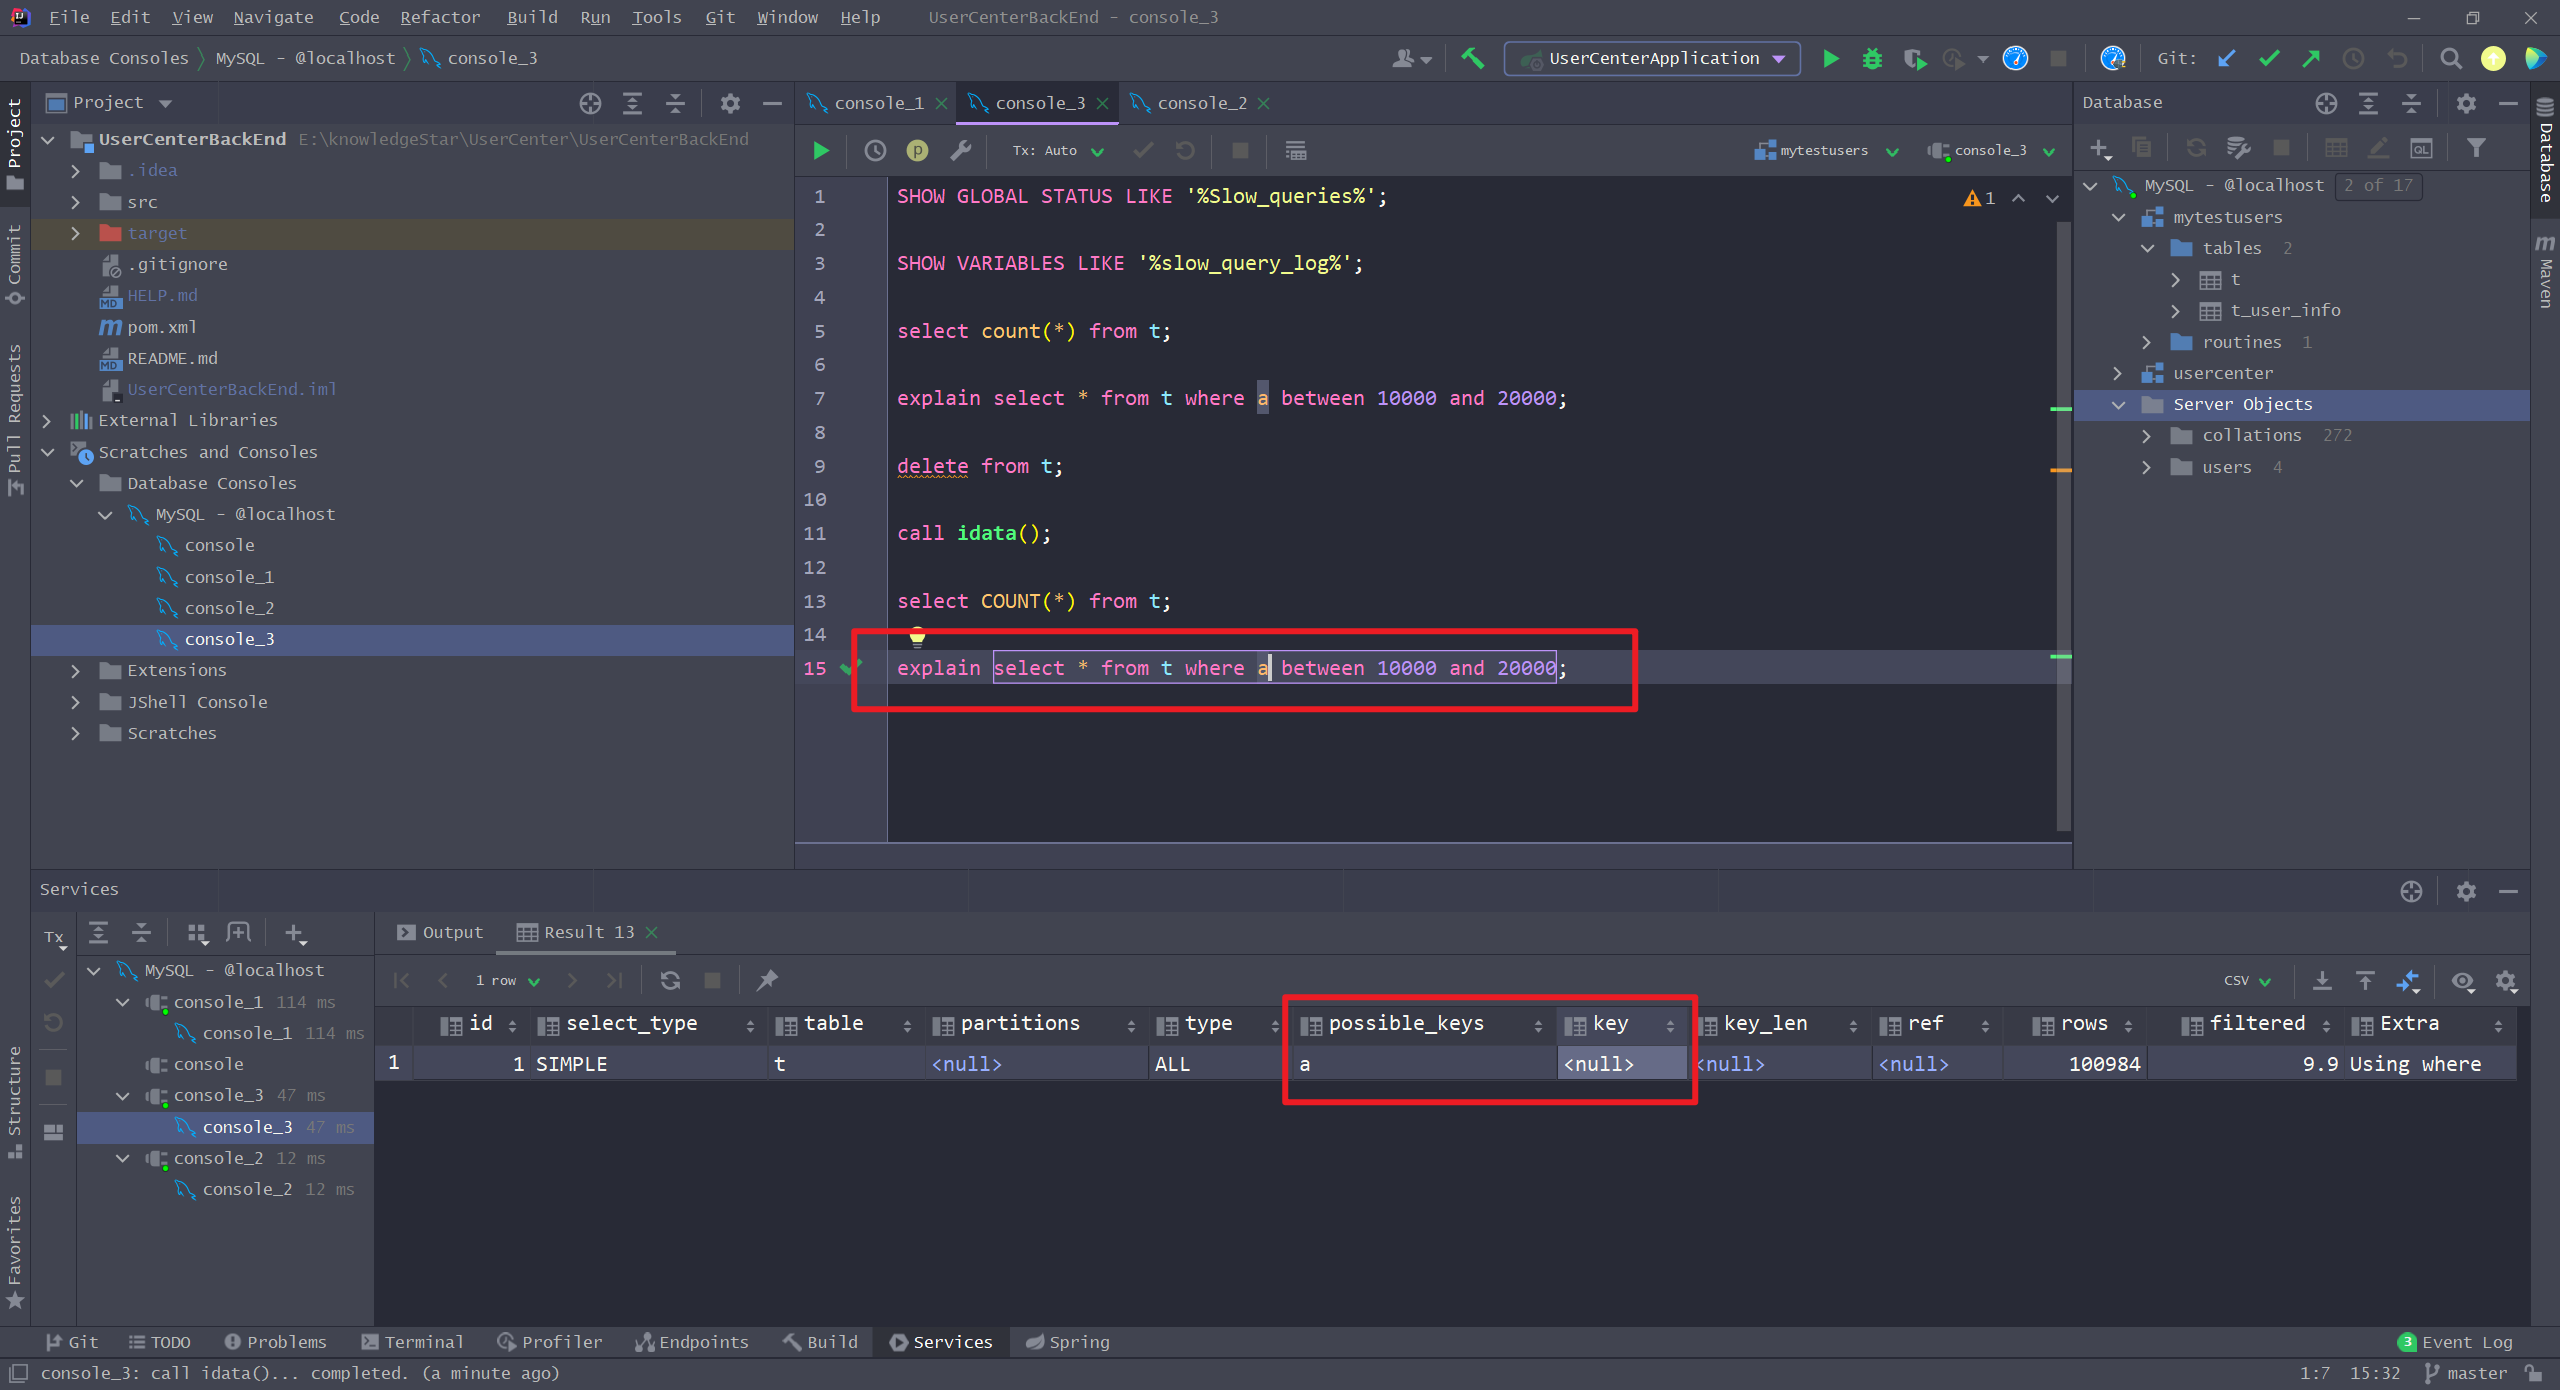 File Edit View Navigate Code Refactor Build Run Tools Git Window Help UserCenterBackEnd - console_3
Database Consoles MySQL - @localhost console_3
UserCenterApplication
Git:
Project
console_1
console_3
console_2
Database
Tx: Auto
mytestusers
console_3
UserCenterBackEnd E:\knowledgeStar\UserCenter\UserCenterBackEnd
.idea
src
target
.gitignore
HELP.md
pom.xml
README.md
UserCenterBackEnd.iml
External Libraries
Scratches and Consoles
Database Consoles
MySQL - @localhost
console
console_1
console_2
console_3
Extensions
JShell Console
Scratches
1 SHOW GLOBAL STATUS LIKE '%Slow_queries%';
2
3 SHOW VARIABLES LIKE '%slow_query_log%';
4
5 select count(*) from t;
6
7 explain select * from t where a between 10000 and 20000;
8
9 delete from t;
10
11 call idata();
12
13 select COUNT(*) from t;
14
15 explain select * from t where a between 10000 and 20000;
1
MySQL - @localhost 2 of 17
mytestusers
tables 2
t
t_user_info
routines 1
usercenter
Server Objects
collations 272
users 4
Project
Commit
Pull Requests
Structure
Favorites
Database
Maven
Services
Tx
MySQL - @localhost
console_1 114 ms
console_1 114 ms
console
console_3 47 ms
console_3 47 ms
console_2 12 ms
console_2 12 ms
Output
Result 13
1 row
CSV
id select_type table partitions type possible_keys key key_len ref rows filtered Extra
1 1 SIMPLE t <null> ALL a <null> <null> <null> 100984 9.9 Using where
Git TODO Problems Terminal Profiler Endpoints Build Services Spring
3 Event Log
console_3: call idata()... completed. (a minute ago)
1:7 15:32 master